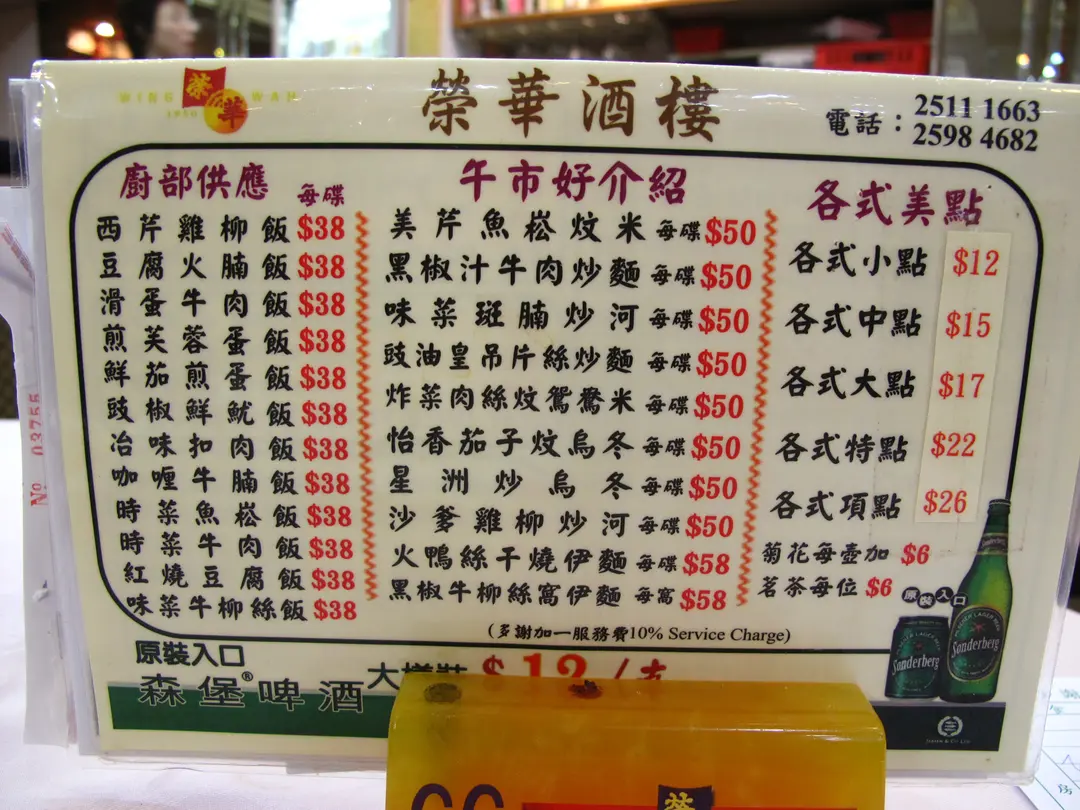 WING WAH
1950
榮華
榮華酒樓
電話：2511 1663
2598 4682
廚部供應 每碟
西芹雞柳飯 $38
豆腐火腩飯 $38
滑蛋牛肉飯 $38
煎芙蓉蛋飯 $38
鮮茄煎蛋飯 $38
豉椒鮮魷飯 $38
冶味扣肉飯 $38
咖喱牛腩飯 $38
時菜魚崧飯 $38
時菜牛肉飯 $38
紅燒豆腐飯 $38
味菜牛柳絲飯 $38
午市好介紹
美芹魚崧炆米 每碟 $50
黑椒汁牛肉炒麵 每碟 $50
味菜斑腩炒河 每碟 $50
豉油皇吊片絲炒麵 每碟 $50
炸菜肉絲炆鴛鴦米 每碟 $50
怡香茄子炆烏冬 每碟 $50
星洲炒烏冬 每碟 $50
沙爹雞柳炒河 每碟 $50
火鴨絲干燒伊麵 每碟 $58
黑椒牛柳絲窩伊麵 每窩 $58
各式美點
各式小點 $12
各式中點 $15
各式大點 $17
各式特點 $22
各式項點 $26
菊花每壺加 $6
茗茶每位 $6
(多謝加一服務費10% Service Charge)
原裝入口
Sonderberg
Sonderberg
原裝入口
森堡®啤酒
No 03755